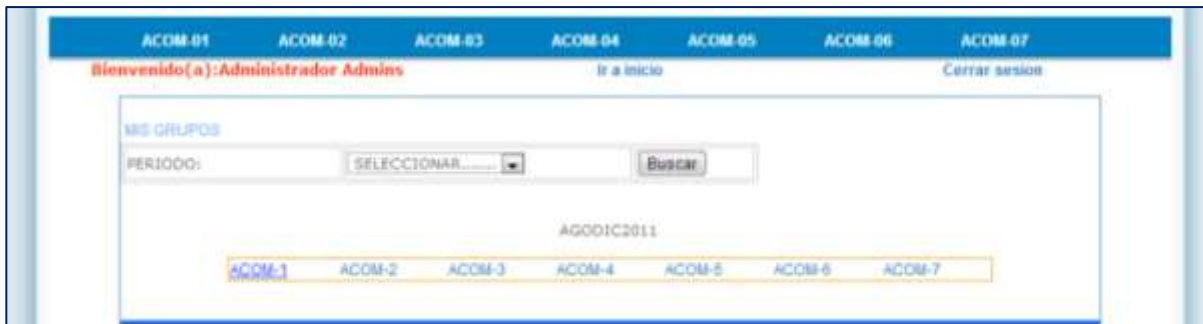 ACOM-01 ACOM-02 ACOM-03 ACOM-04 ACOM-05 ACOM-06 ACOM-07
Bienvenido(a):Administrador Admins Ir a inicio Cerrar sesion
MIS GRUPOS
PERIODO: SELECCIONAR........ Buscar
AGODIC2011
ACOM-1 ACOM-2 ACOM-3 ACOM-4 ACOM-5 ACOM-6 ACOM-7